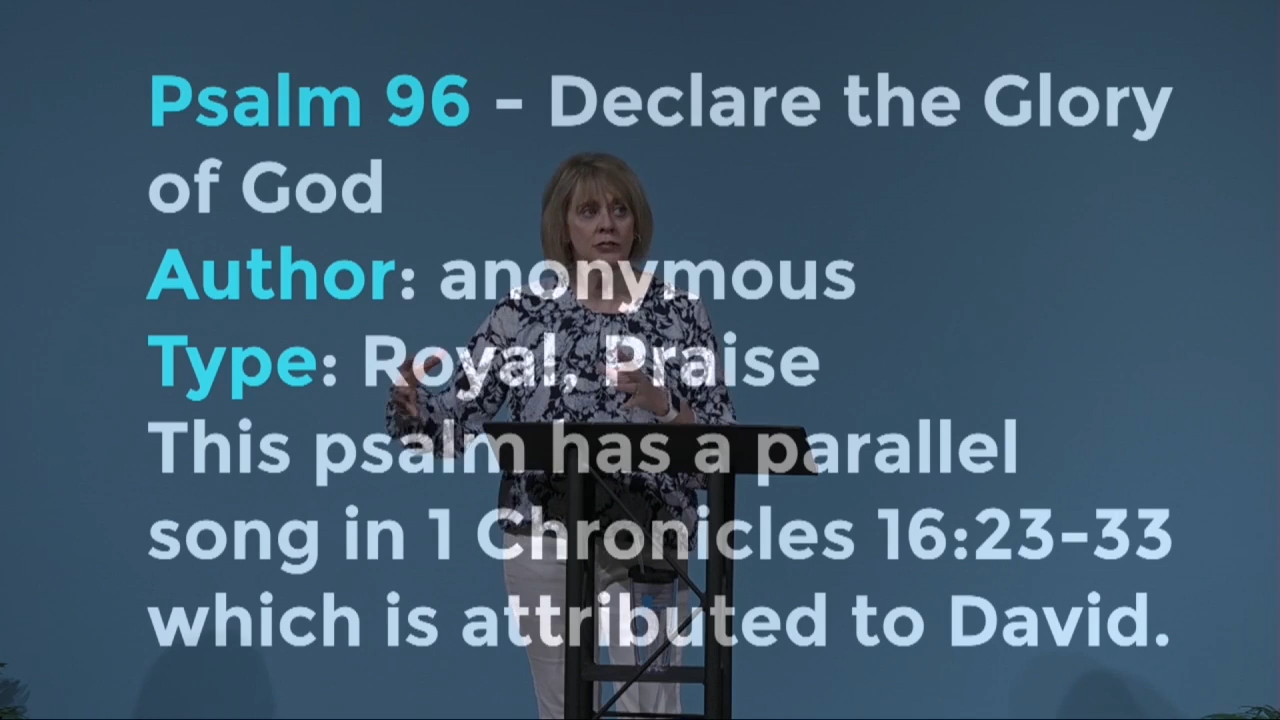 Psalm 96 - Declare the Glory
of God
Author: anonymous
Type: Royal, Praise
This psalm has a parallel
song in 1 Chronicles 16:23-33
which is attributed to David.